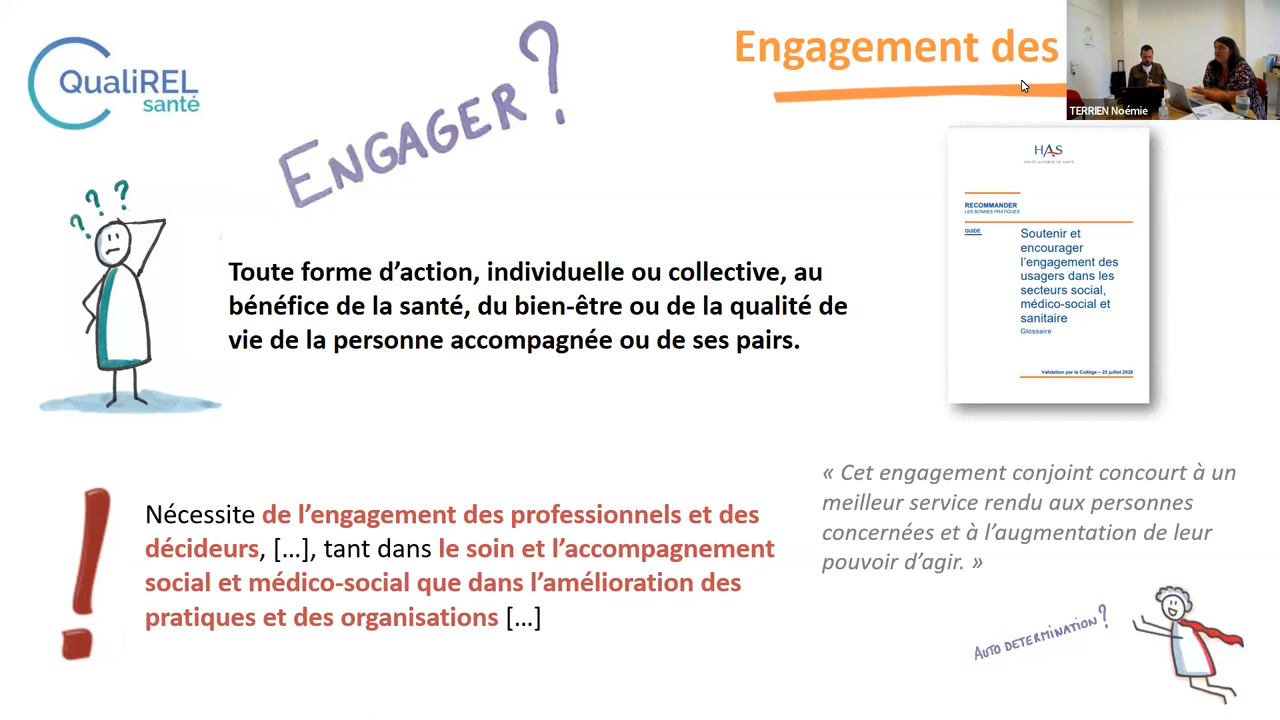 QualiREL
santé
ENGAGER ?
Engagement des
TERRIEN Noémie
? ? ?
HAS
HAUTE AUTORITÉ DE SANTÉ
RECOMMANDER
LES BONNES PRATIQUES
GUIDE
Soutenir et
encourager
l'engagement des
usagers dans les
secteurs social,
médico-social et
sanitaire
Glossaire
Validation par le Collège – 23 juillet 2020
Toute forme d'action, individuelle ou collective, au
bénéfice de la santé, du bien-être ou de la qualité de
vie de la personne accompagnée ou de ses pairs.
!
Nécessite de l'engagement des professionnels et des
décideurs, […], tant dans le soin et l'accompagnement
social et médico-social que dans l'amélioration des
pratiques et des organisations […]
« Cet engagement conjoint concourt à un
meilleur service rendu aux personnes
concernées et à l'augmentation de leur
pouvoir d'agir. »
AUTO DETERMINATION ?